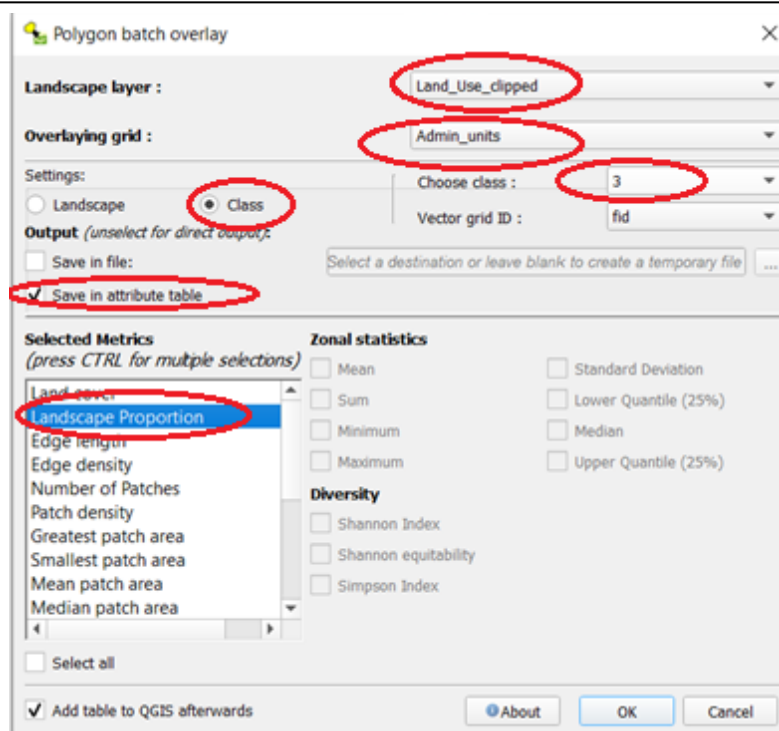 Polygon batch overlay
Landscape layer : Land_Use_clipped
Overlaying grid : Admin_units
Settings: Choose class : 3
Landscape Class Vector grid ID : fid
Output (unselect for direct output):
Save in file: Select a destination or leave blank to create a temporary file ...
Save in attribute table
Selected Metrics
(press CTRL for multiple selections)
Land cover
Landscape Proportion
Edge length
Edge density
Number of Patches
Patch density
Greatest patch area
Smallest patch area
Mean patch area
Median patch area
Zonal statistics
Mean Standard Deviation
Sum Lower Quantile (25%)
Minimum Median
Maximum Upper Quantile (25%)
Diversity
Shannon Index
Shannon equitability
Simpson Index
Select all
Add table to QGIS afterwards
About OK Cancel